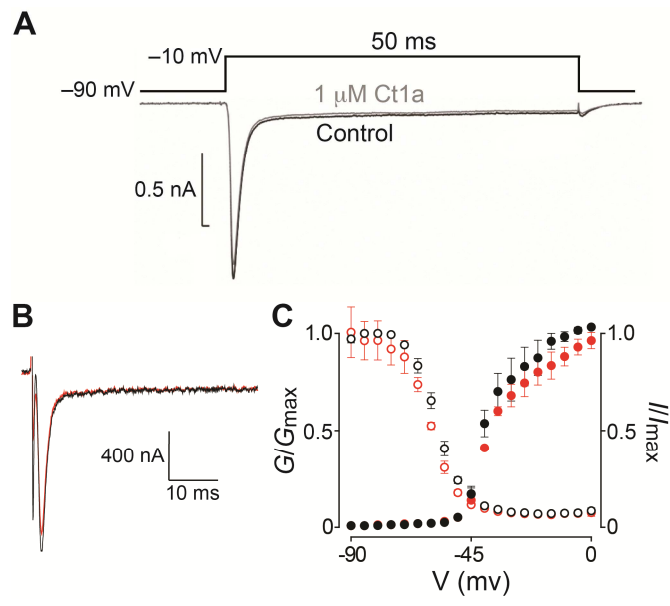 A
50 ms
–10 mV
–90 mV
1 µM Ct1a
Control
0.5 nA
B
400 nA
10 ms
C
1.0
0.5
0
G/Gmax
1.0
0.5
0
I/Imax
-90
-45
0
V (mv)